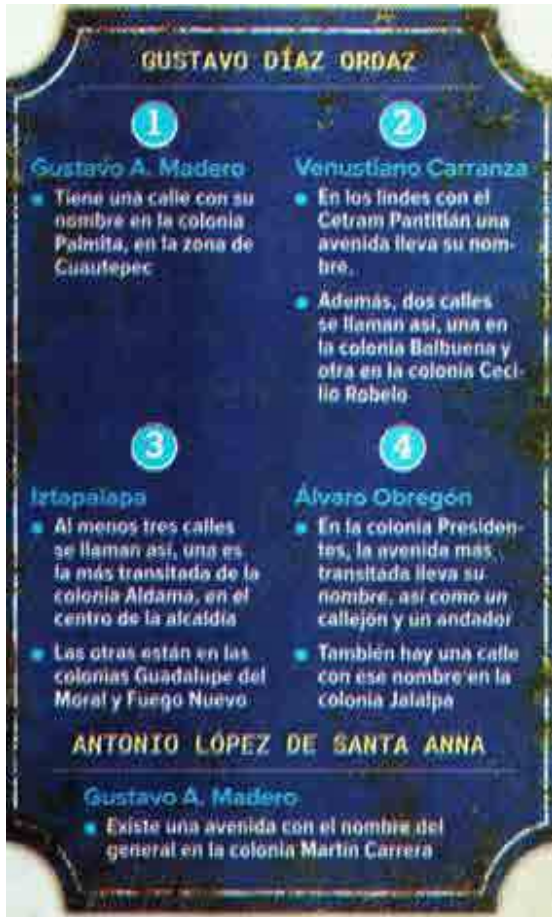 GUSTAVO DÍAZ ORDAZ
1
Gustavo A. Madero
Tiene una calle con su
nombre en la colonia
Palmita, en la zona de
Cuautepec
2
Venustiano Carranza
En los lindes con el
Cetram Pantitlán una
avenida lleva su nom-
bre.
Además, dos calles
se llaman así, una en
la colonia Balbuena y
otra en la colonia Ceci-
lio Robelo
3
Iztapalapa
Al menos tres calles
se llaman así, una es
la más transitada de la
colonia Aldama, en el
centro de la alcaldía
Las otras están en las
colonias Guadalupe del
Moral y Fuego Nuevo
4
Álvaro Obregón
En la colonia Presiden-
tes, la avenida más
transitada lleva su
nombre, así como un
callejón y un andador
También hay una calle
con ese nombre en la
colonia Jalalpa
ANTONIO LÓPEZ DE SANTA ANNA
Gustavo A. Madero
Existe una avenida con el nombre del
general en la colonia Martín Carrera